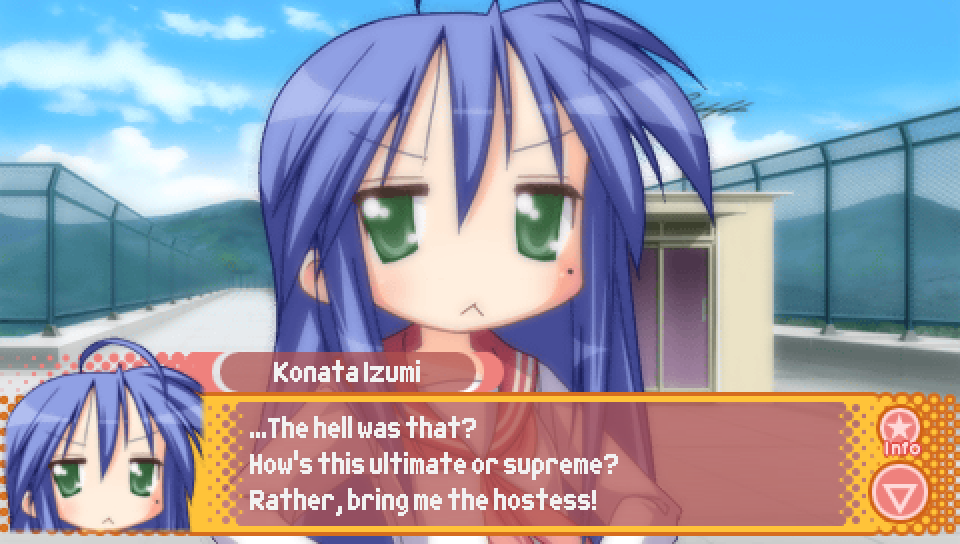 Konata Izumi
...The hell was that?
How's this ultimate or supreme?
Rather, bring me the hostess!
Info